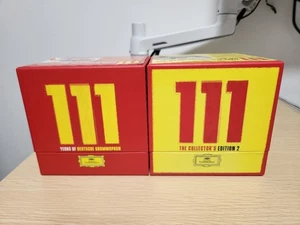 111
YEARS OF DEUTSCHE GRAMMOPHON
111
THE COLLECTOR'S EDITION 2